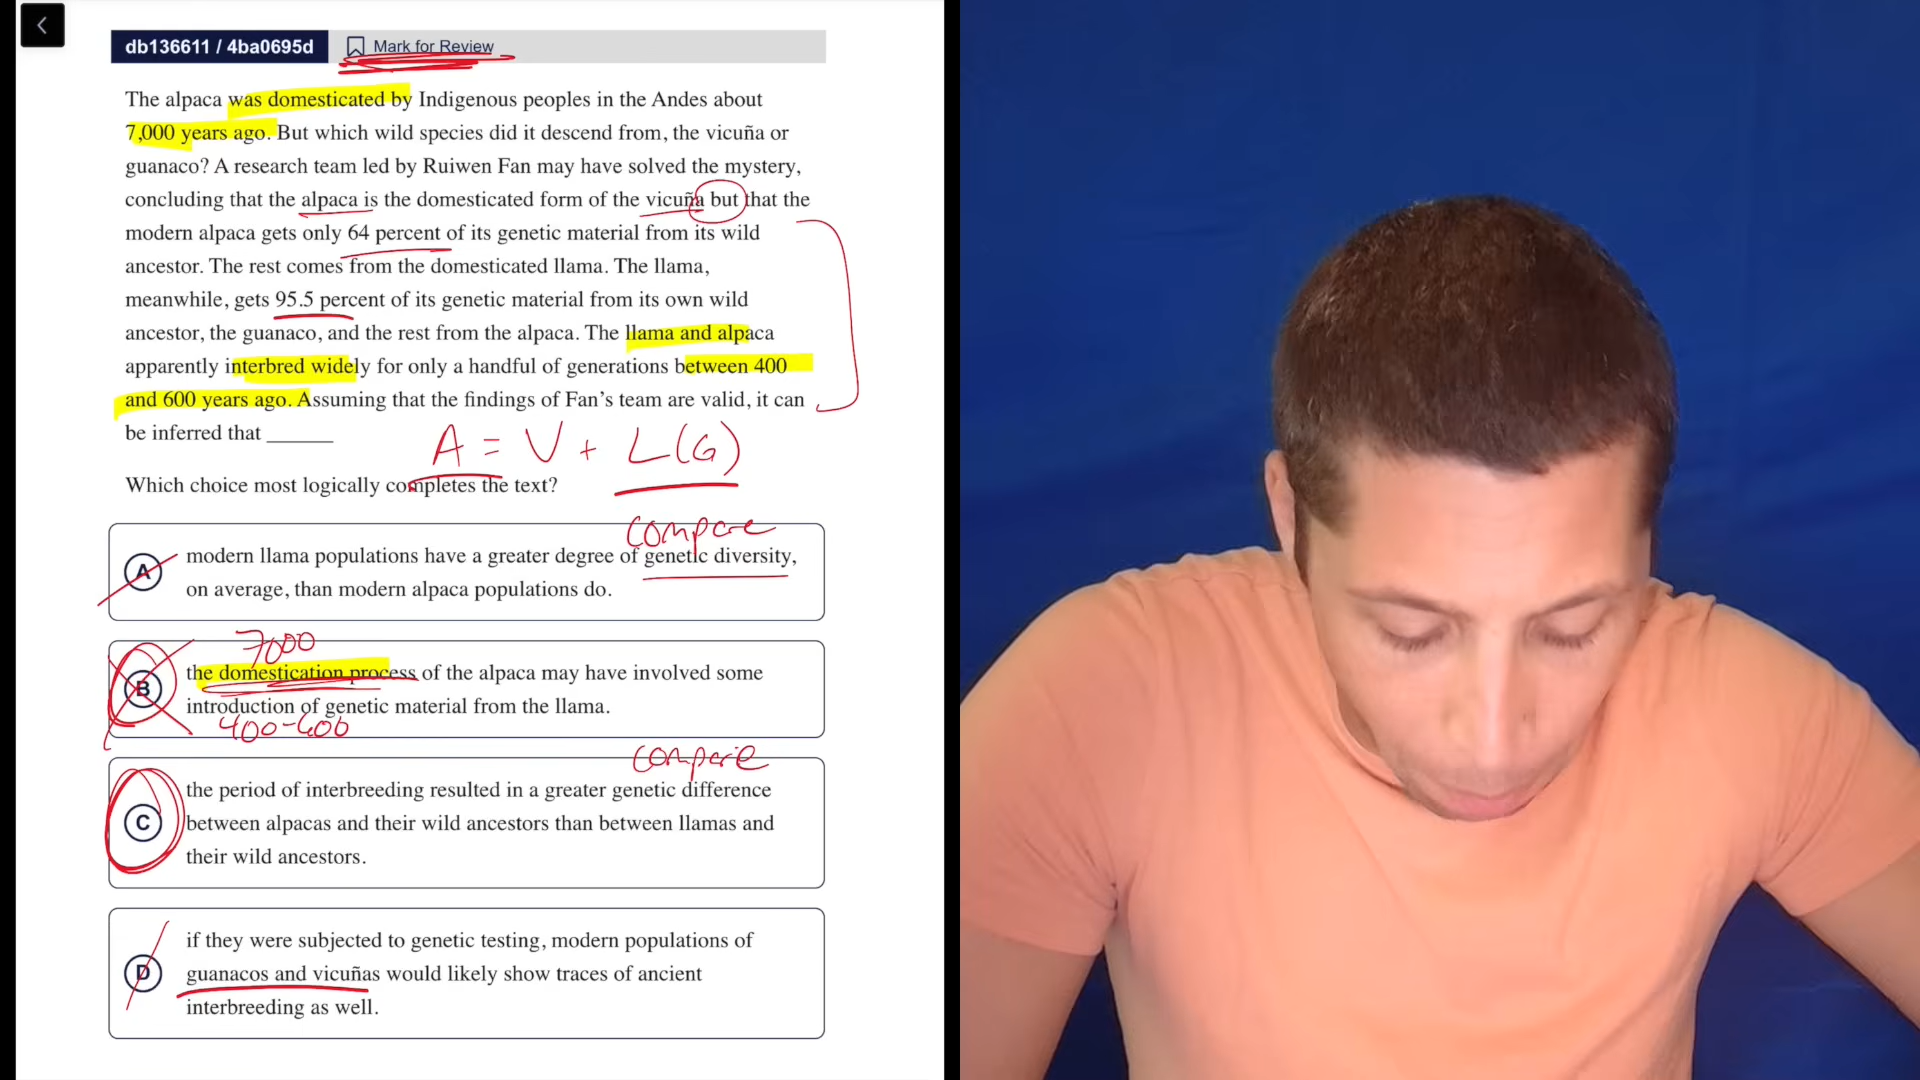 db136611 / 4ba0695d Mark for Review
The alpaca was domesticated by Indigenous peoples in the Andes about
7,000 years ago. But which wild species did it descend from, the vicuña or
guanaco? A research team led by Ruiwen Fan may have solved the mystery,
concluding that the alpaca is the domesticated form of the vicuña but that the
modern alpaca gets only 64 percent of its genetic material from its wild
ancestor. The rest comes from the domesticated llama. The llama,
meanwhile, gets 95.5 percent of its genetic material from its own wild
ancestor, the guanaco, and the rest from the alpaca. The llama and alpaca
apparently interbred widely for only a handful of generations between 400
and 600 years ago. Assuming that the findings of Fan's team are valid, it can
be inferred that ______
A = V + L(G)
Which choice most logically completes the text?
compare
A modern llama populations have a greater degree of genetic diversity,
on average, than modern alpaca populations do.
7000
B the domestication process of the alpaca may have involved some
introduction of genetic material from the llama.
400-600
compare
the period of interbreeding resulted in a greater genetic difference
C between alpacas and their wild ancestors than between llamas and
their wild ancestors.
if they were subjected to genetic testing, modern populations of
D guanacos and vicuñas would likely show traces of ancient
interbreeding as well.